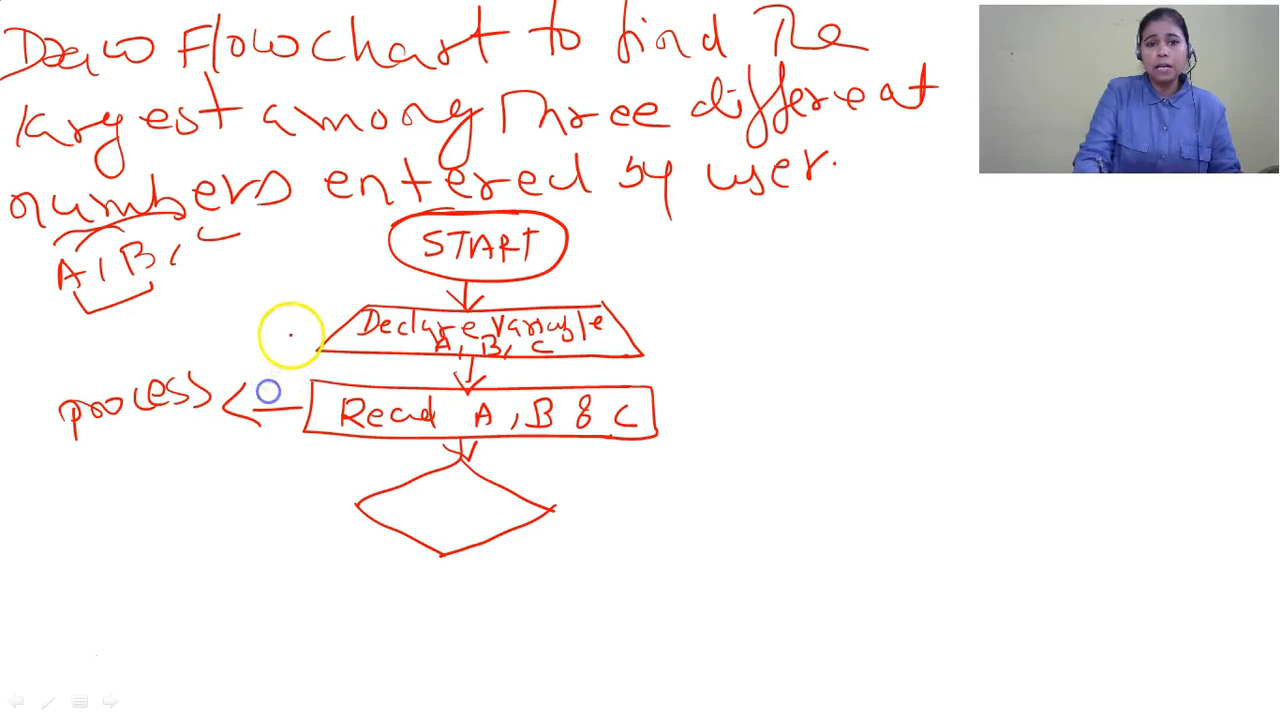 Draw Flowchart to find The
largest among Three different
numbers entered by user.
A, B, C
START
Declare Variable
A, B, C
process
Read A, B & C